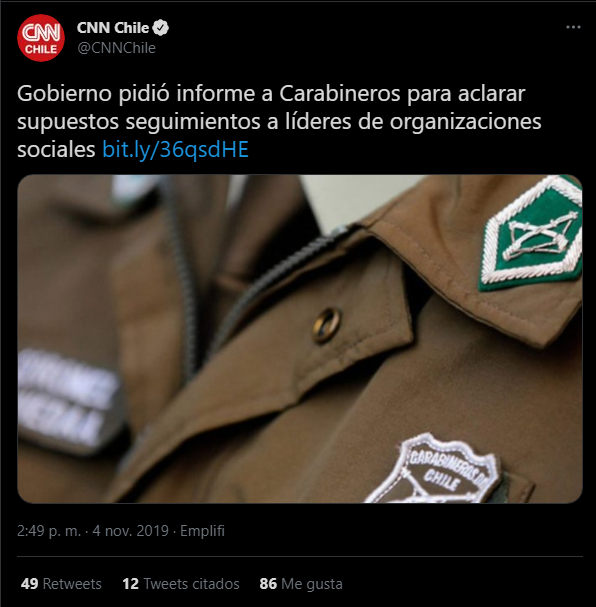 CNN
CHILE
CNN Chile
@CNNChile
Gobierno pidió informe a Carabineros para aclarar
supuestos seguimientos a líderes de organizaciones
sociales bit.ly/36qsdHE
CARABINEROS DE
CHILE
2:49 p. m. · 4 nov. 2019 · Emplifi
49 Retweets 12 Tweets citados 86 Me gusta